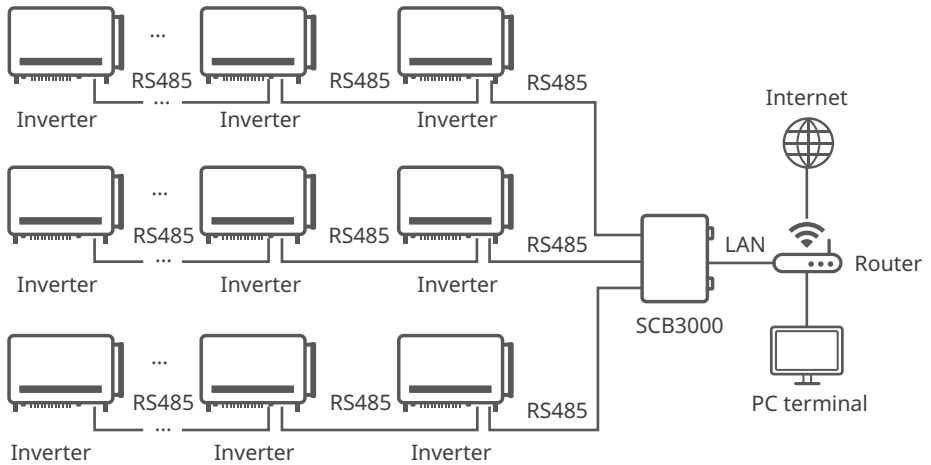 ...
RS485
RS485
RS485
...
Inverter
Inverter
Inverter
Internet
...
RS485
RS485
RS485
...
Inverter
Inverter
Inverter
LAN
Router
SCB3000
...
RS485
RS485
RS485
...
Inverter
Inverter
Inverter
PC terminal